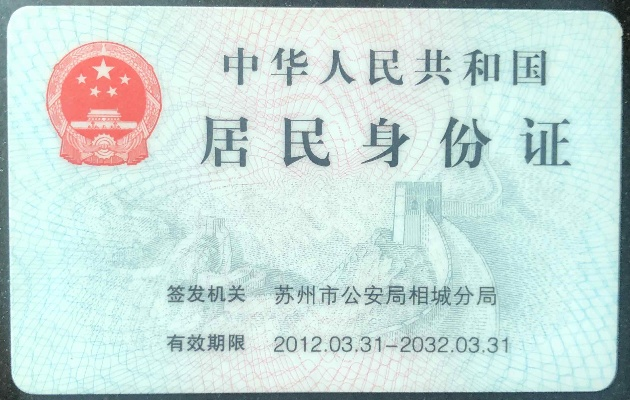 中华人民共和国
居民身份证
签发机关 苏州市公安局相城分局
有效期限 2012.03.31-2032.03.31